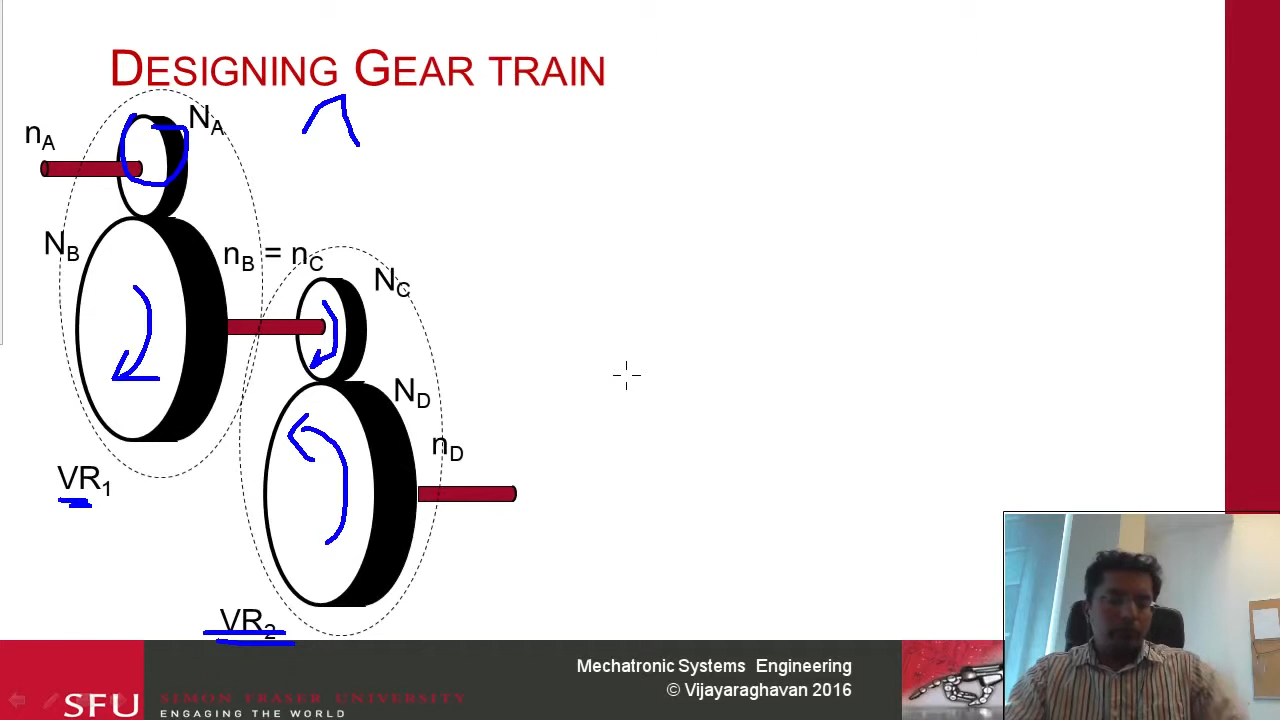 DESIGNING GEAR TRAIN
nA
NA
NB
nB = nC
NC
ND
nD
VR1
VR2
Mechatronic Systems Engineering
© Vijayaraghavan 2016
SFU
SIMON FRASER UNIVERSITY
ENGAGING THE WORLD